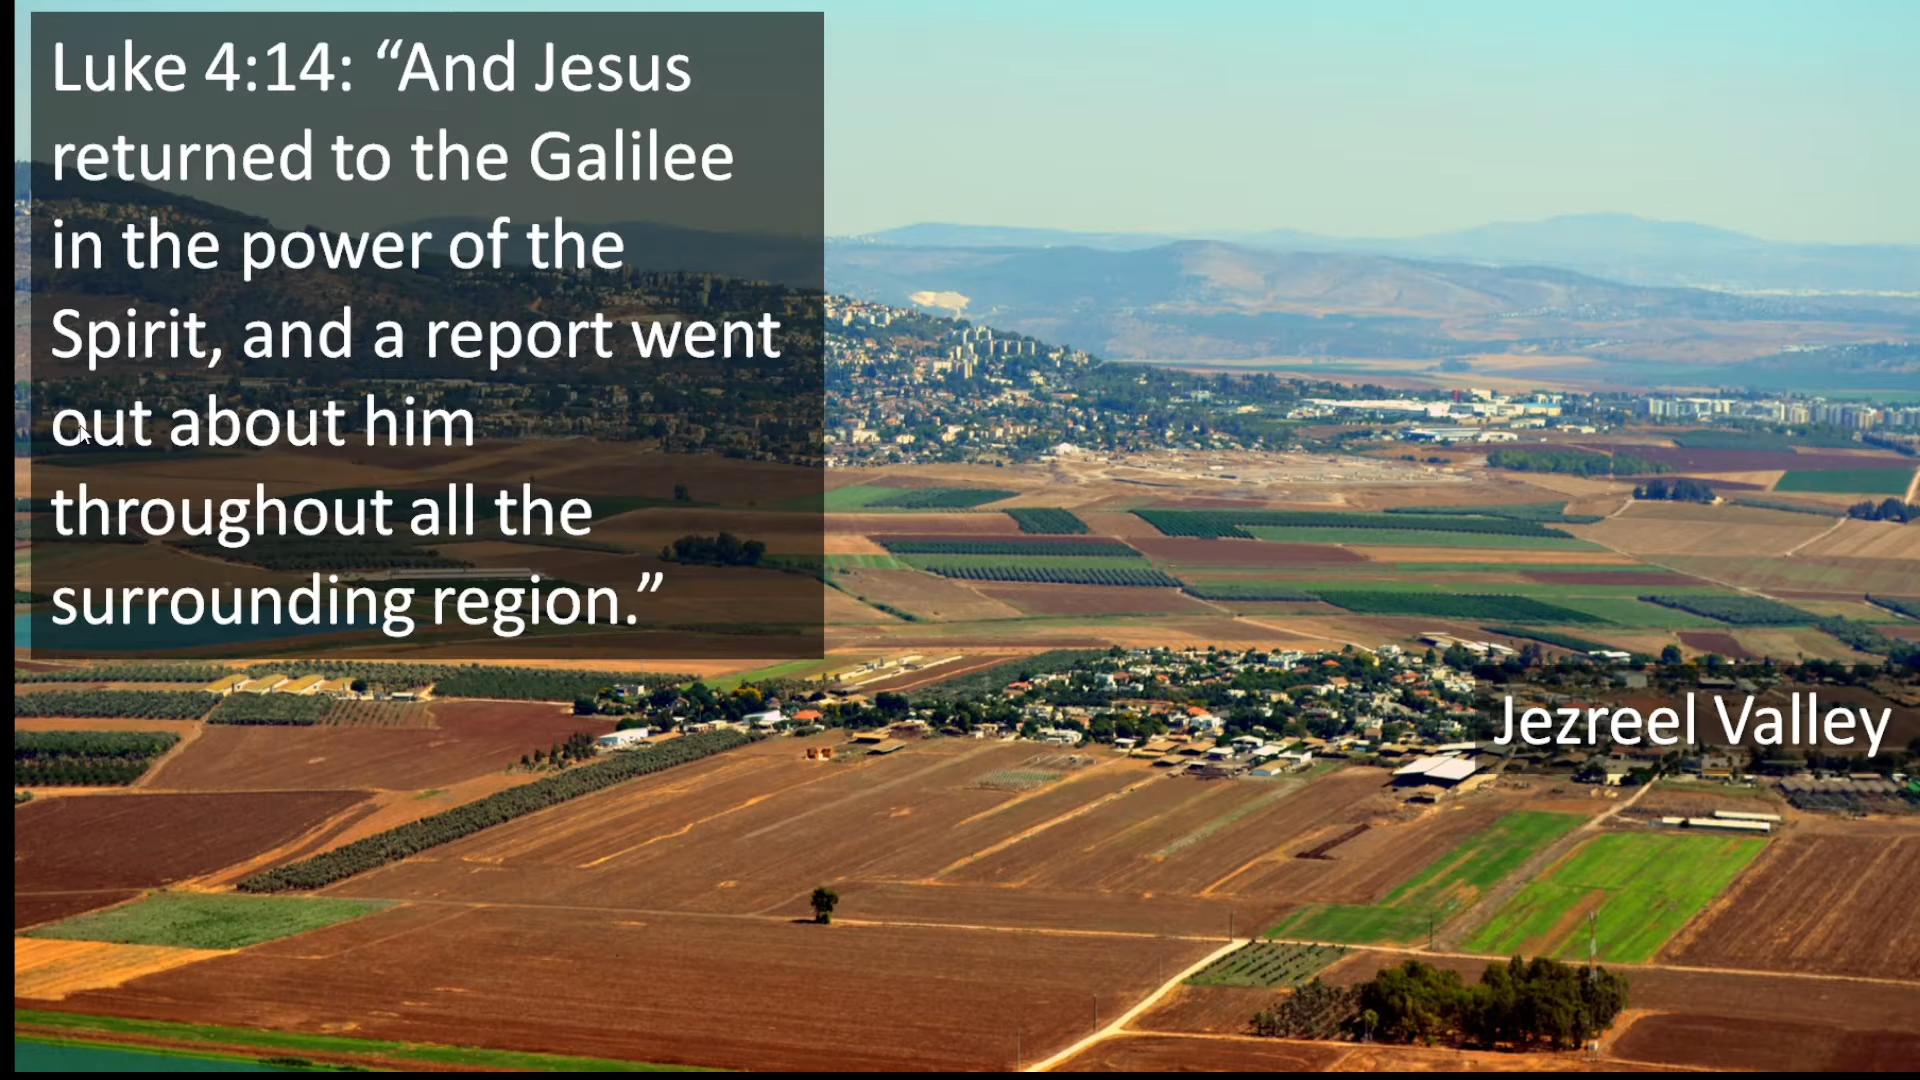 Luke 4:14: “And Jesus
returned to the Galilee
in the power of the
Spirit, and a report went
out about him
throughout all the
surrounding region.”
Jezreel Valley